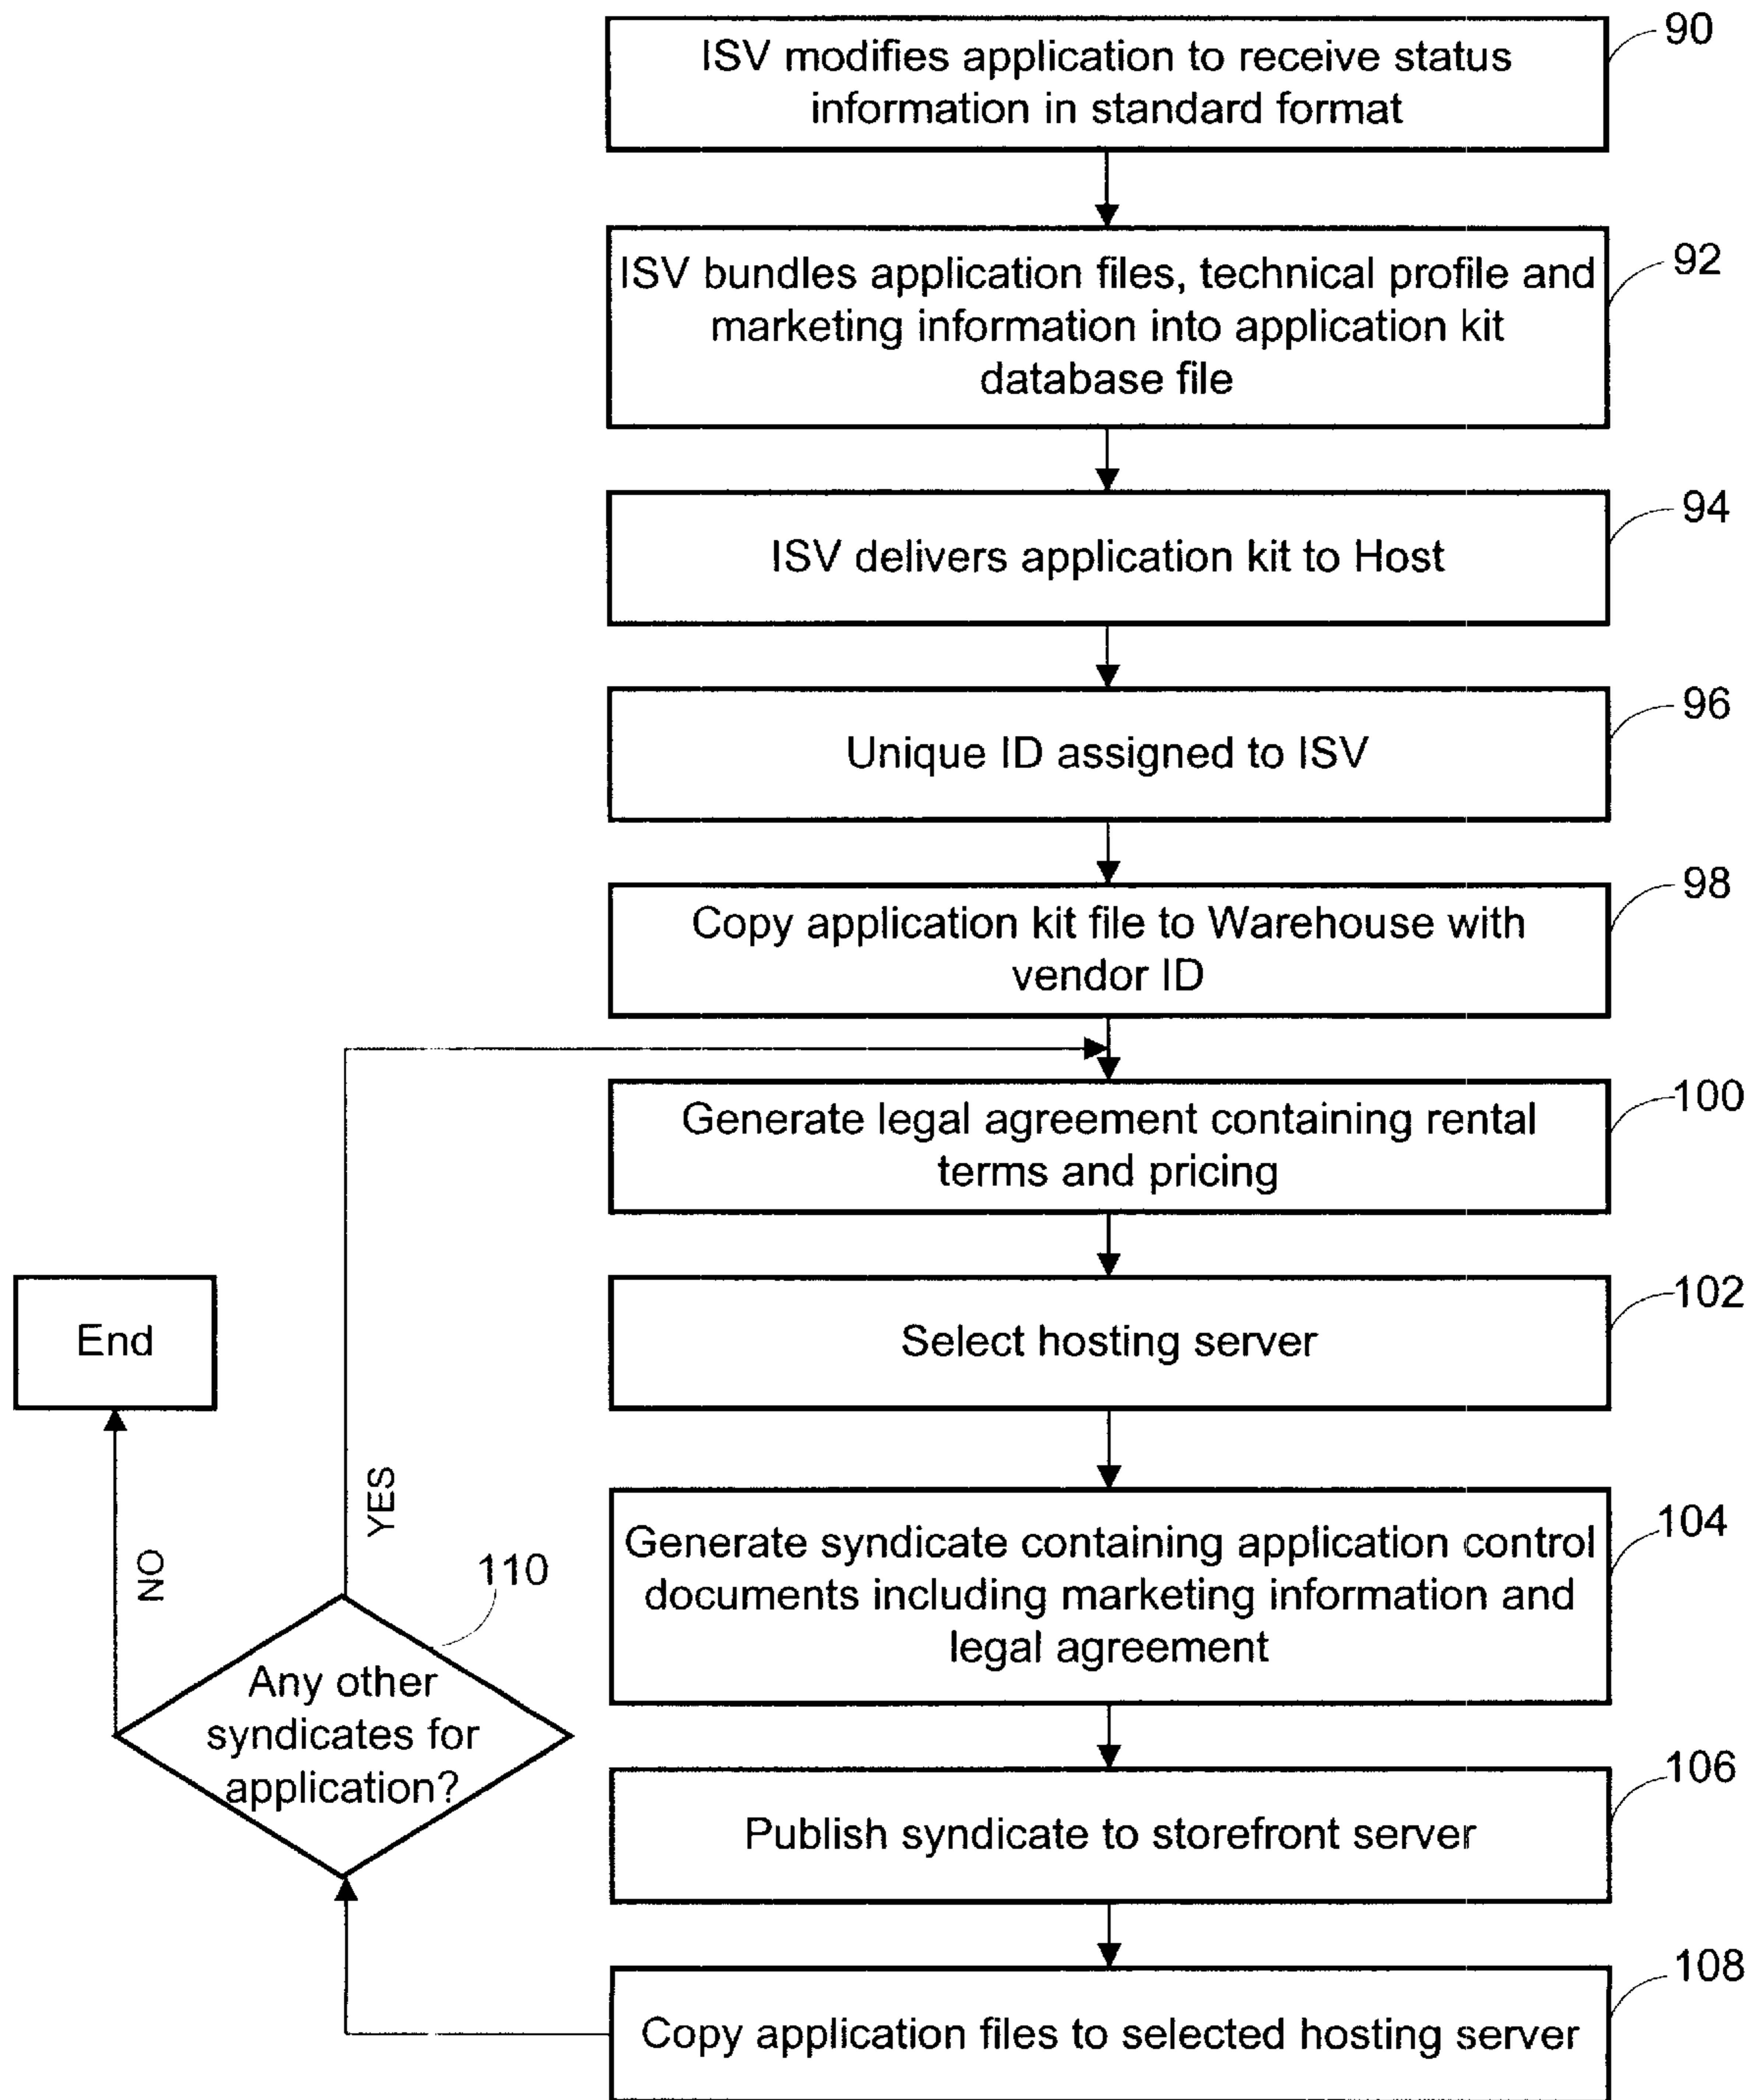 90
ISV modifies application to receive status
information in standard format
92
ISV bundles application files, technical profile and
marketing information into application kit
database file
94
ISV delivers application kit to Host
96
Unique ID assigned to ISV
98
Copy application kit file to Warehouse with
vendor ID
100
Generate legal agreement containing rental
terms and pricing
102
Select hosting server
End
YES
NO
104
Generate syndicate containing application control
documents including marketing information and
legal agreement
110
Any other
syndicates for
application?
106
Publish syndicate to storefront server
108
Copy application files to selected hosting server